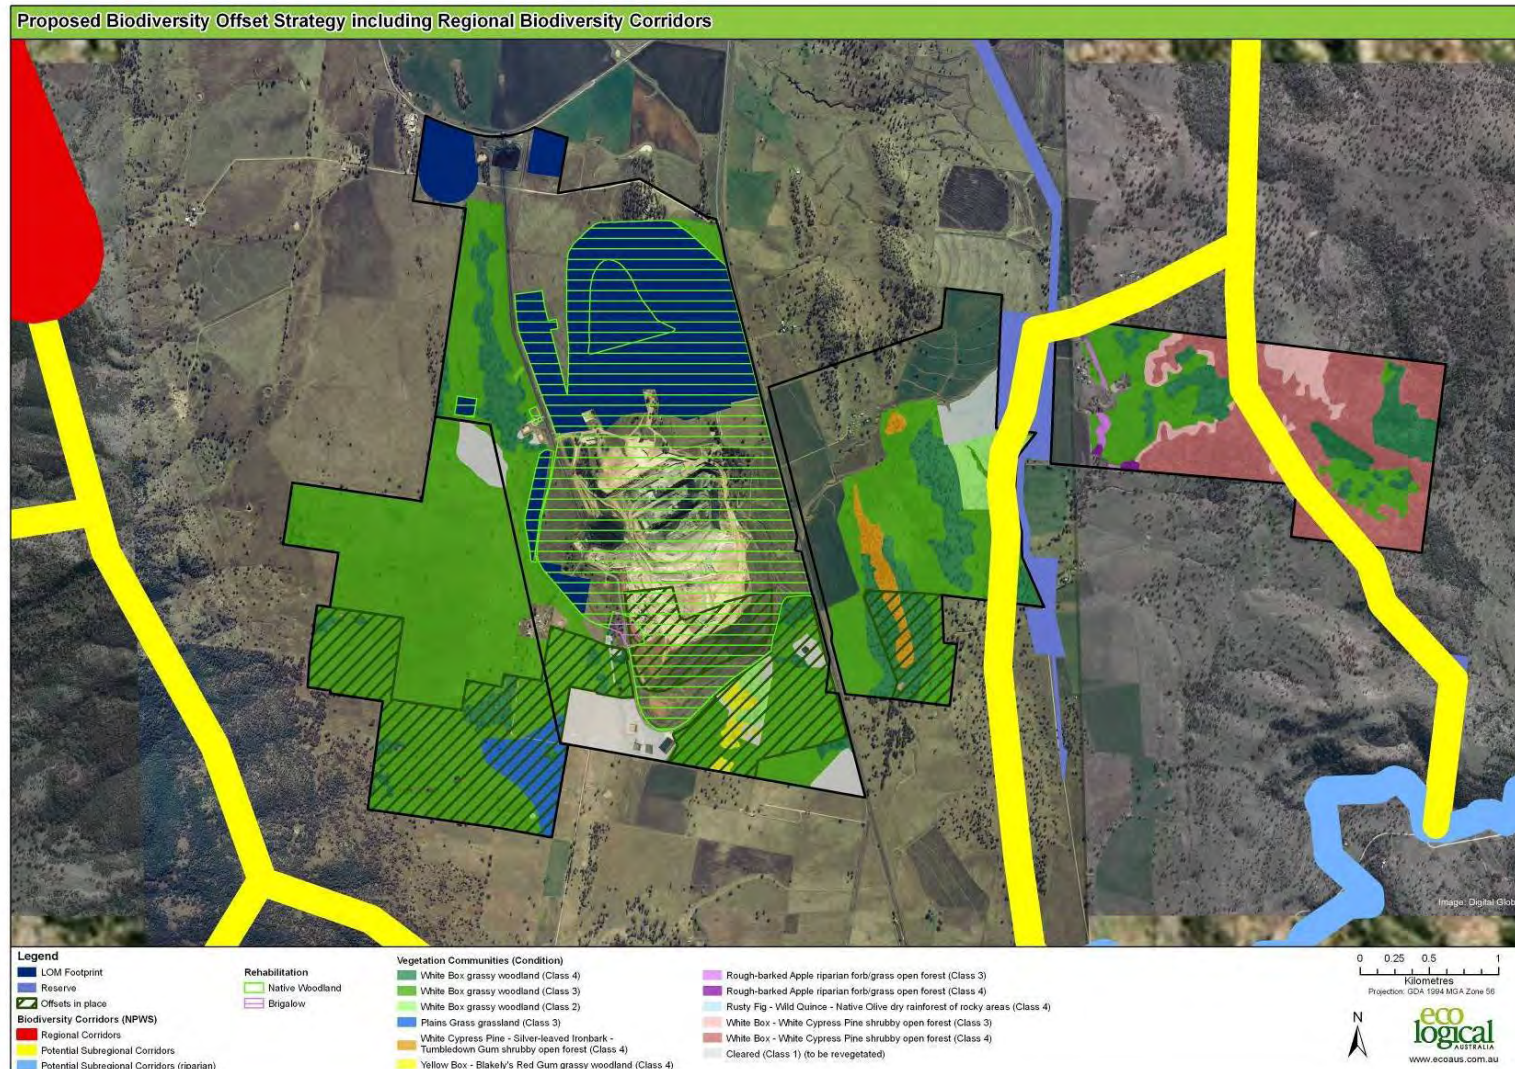 Proposed Biodiversity Offset Strategy including Regional Biodiversity Corridors
Image: Digital Glob
Legend
LOM Footprint
Reserve
Offsets in place
Biodiversity Corridors (NPWS)
Regional Corridors
Potential Subregional Corridors
Potential Subregional Corridors (riparian)
Rehabilitation
Native Woodland
Brigalow
Vegetation Communities (Condition)
White Box grassy woodland (Class 4)
White Box grassy woodland (Class 3)
White Box grassy woodland (Class 2)
Plains Grass grassland (Class 3)
White Cypress Pine - Silver-leaved Ironbark -
Tumbledown Gum shrubby open forest (Class 4)
Yellow Box - Blakely's Red Gum grassy woodland (Class 4)
Rough-barked Apple riparian forb/grass open forest (Class 3)
Rough-barked Apple riparian forb/grass open forest (Class 4)
Rusty Fig - Wild Quince - Native Olive dry rainforest of rocky areas (Class 4)
White Box - White Cypress Pine shrubby open forest (Class 3)
White Box - White Cypress Pine shrubby open forest (Class 4)
Cleared (Class 1) (to be revegetated)
0 0.25 0.5 1
Kilometres
Projection: GDA 1994 MGA Zone 56
N
eco
logical
AUSTRALIA
www.ecoaus.com.au